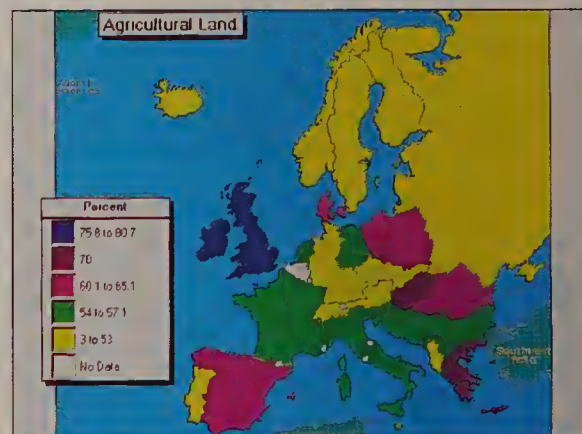 Agricultural Land
Percent
75.8 to 80.7
70
60.1 to 65.1
54 to 57.1
3 to 53
No Data